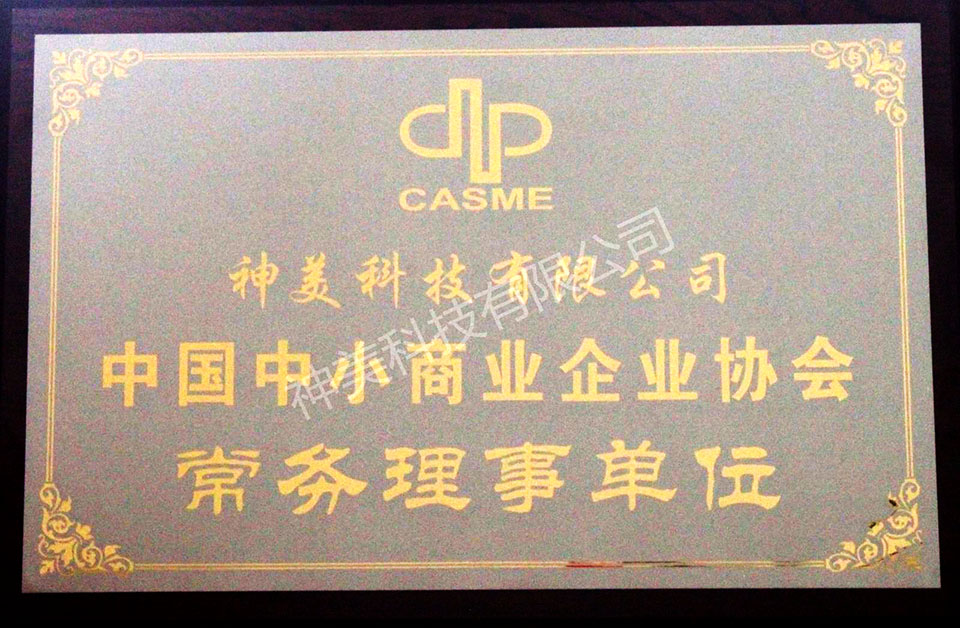 CASME
神美科技有限公司
中国中小商业企业协会
常务理事单位
神美科技有限公司